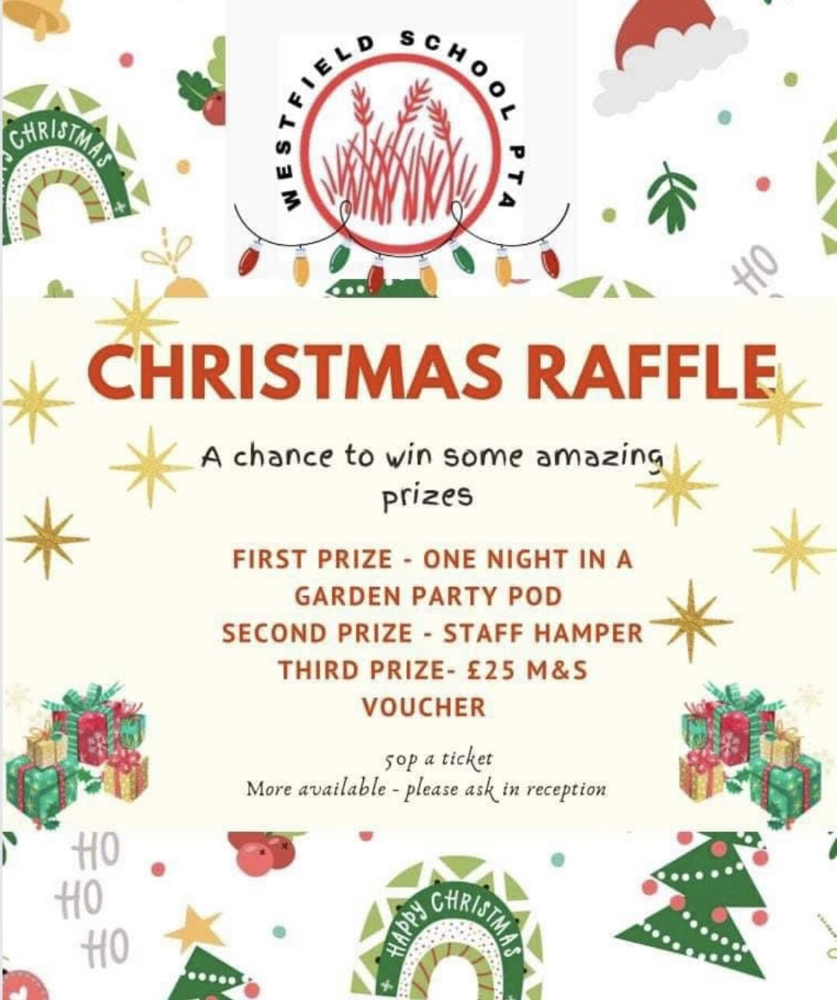 WESTFIELD SCHOOL PTA
CHRISTMAS
HO
CHRISTMAS RAFFLE
A chance to win some amazing
prizes
FIRST PRIZE - ONE NIGHT IN A
GARDEN PARTY POD
SECOND PRIZE - STAFF HAMPER
THIRD PRIZE- £25 M&S
VOUCHER
50p a ticket
More available - please ask in reception
HO
HO
HO
HAPPY CHRISTMAS